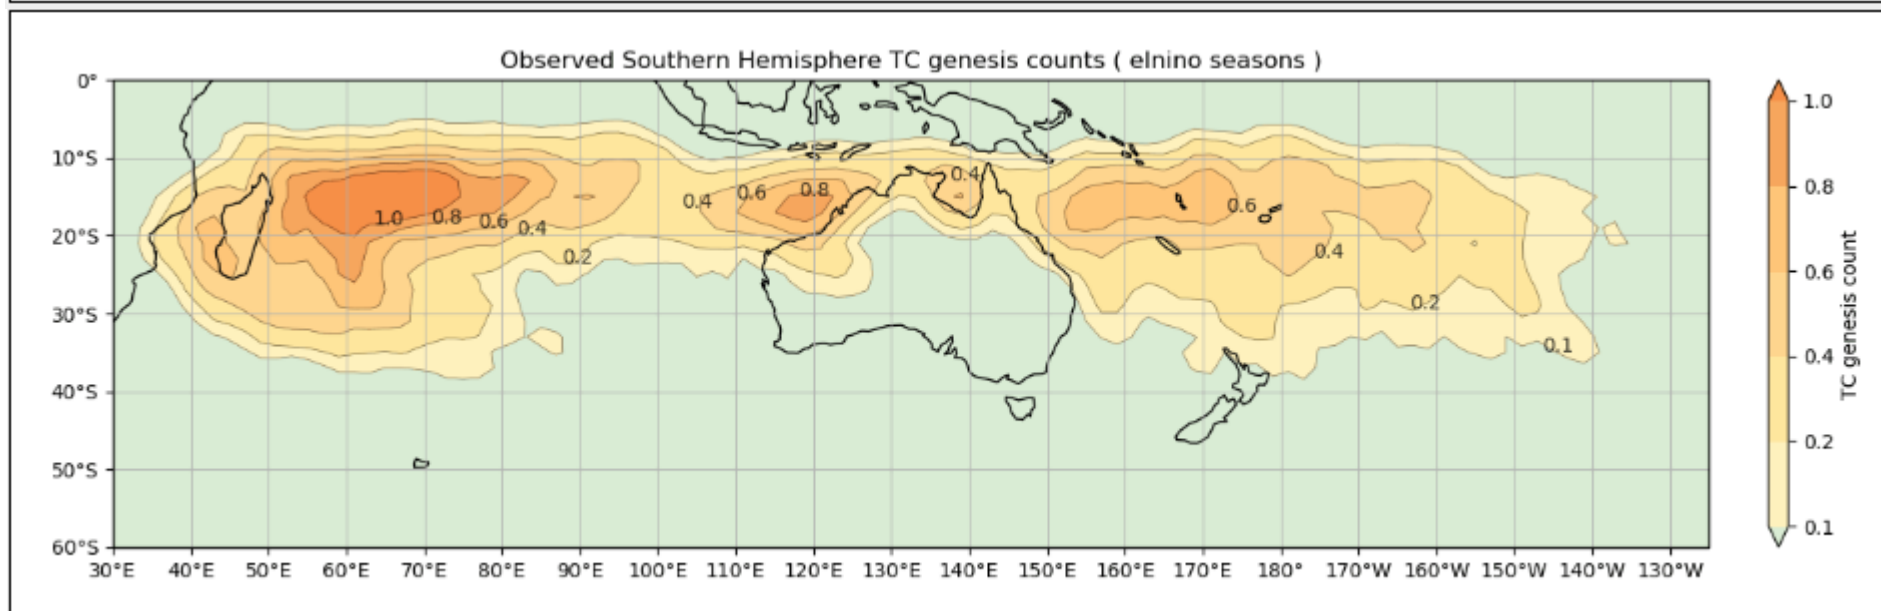 Observed Southern Hemisphere TC genesis counts ( elnino seasons )
0°
10°S
20°S
30°S
40°S
50°S
60°S
30°E 40°E 50°E 60°E 70°E 80°E 90°E 100°E 110°E 120°E 130°E 140°E 150°E 160°E 170°E 180° 170°W 160°W 150°W 140°W 130°W
1.0 0.8 0.6 0.4 0.2
0.4 0.6 0.8
0.4
0.6
0.4
0.2
0.1
1.0
0.8
0.6
0.4
0.2
0.1
TC genesis count